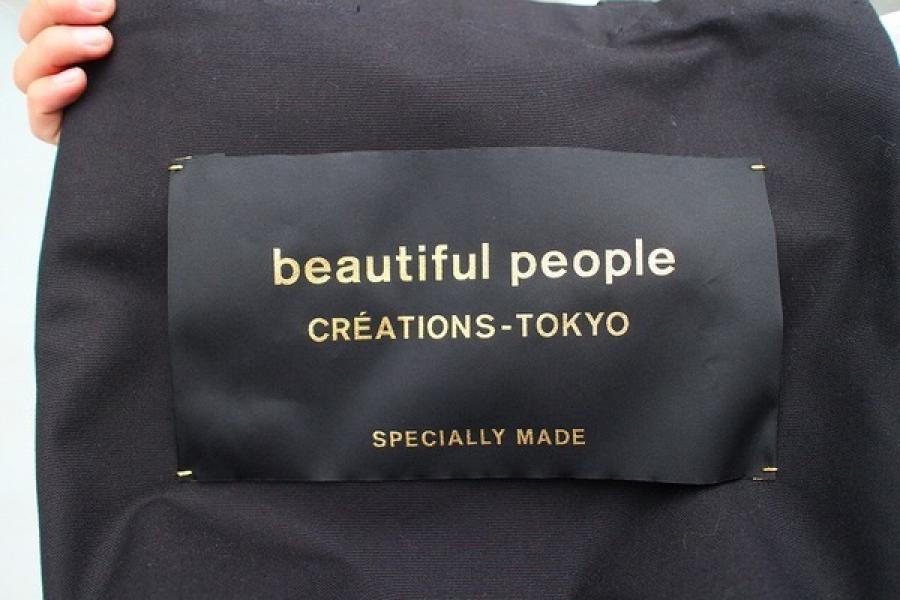 beautiful people
CRÉATIONS-TOKYO
SPECIALLY MADE